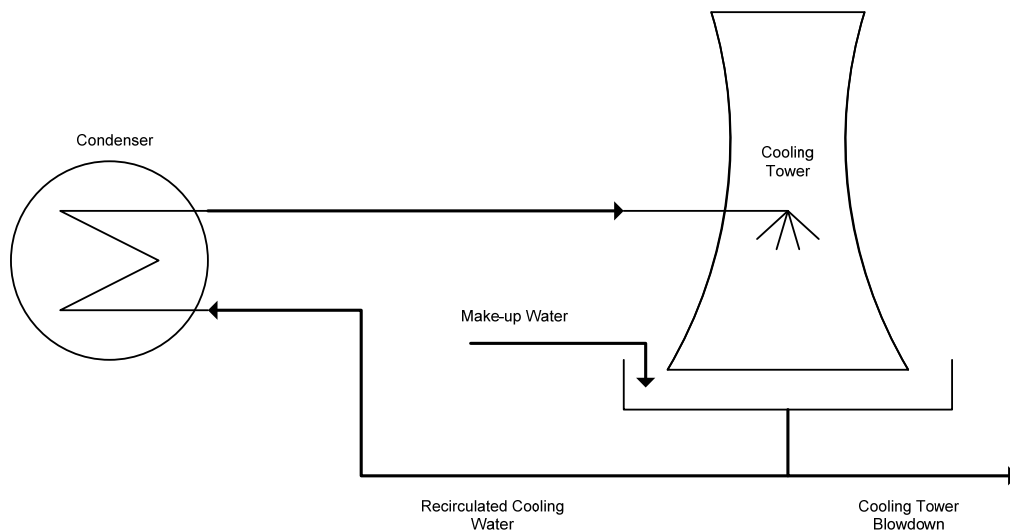 Condenser
Cooling
Tower
Make-up Water
Recirculated Cooling
Water
Cooling Tower
Blowdown